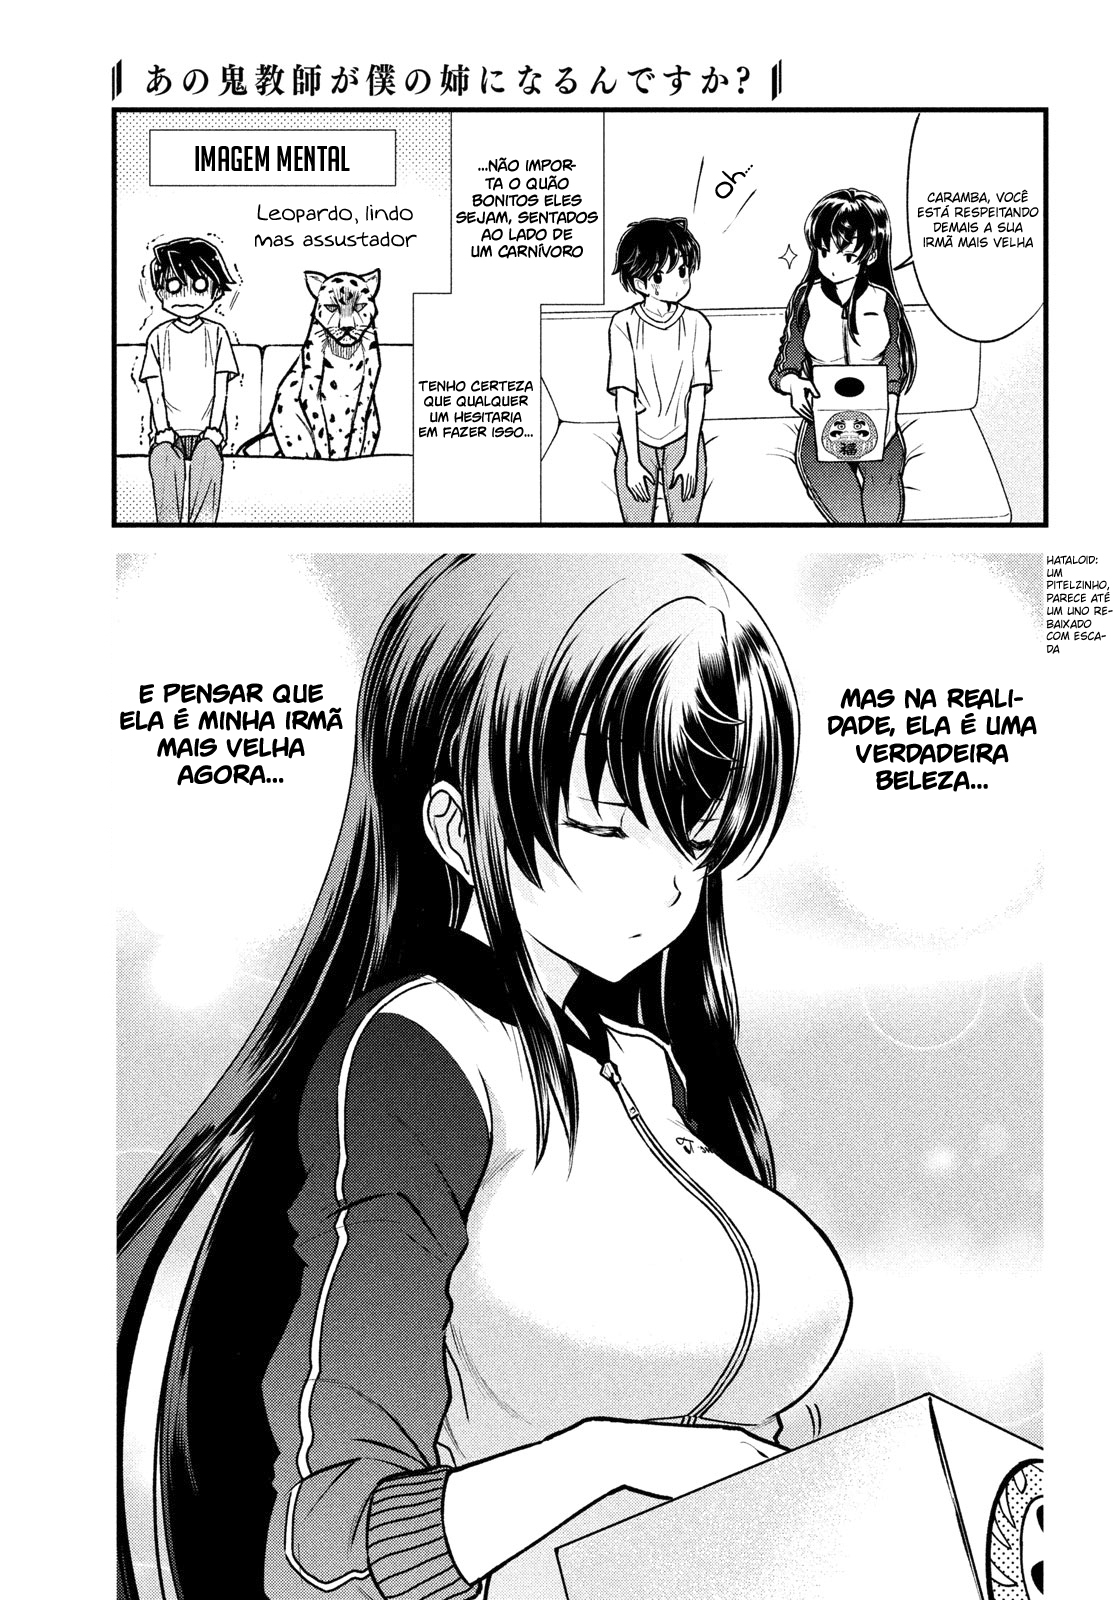 あの鬼教師が僕の姉になるんですか?
CARAMBA, VOCÊ
ESTÁ RESPEITANDO
DEMAIS A SUA
IRMÃ MAIS VELHA
Oh...
...NÃO IMPOR-
TA O QUÃO
BONITOS ELES
SEJAM, SENTADOS
AO LADO DE
UM CARNÍVORO
TENHO CERTEZA
QUE QUALQUER
UM HESITARIA
EM FAZER ISSO...
IMAGEM MENTAL
Leopardo, lindo
mas assustador
福
HATALOID:
UM
PITELZINHO,
PARECE ATÉ
UM UNO RE-
BAIXADO
COM ESCA-
DA
MAS NA REALI-
DADE, ELA É UMA
VERDADEIRA
BELEZA...
E PENSAR QUE
ELA É MINHA IRMÃ
MAIS VELHA
AGORA...